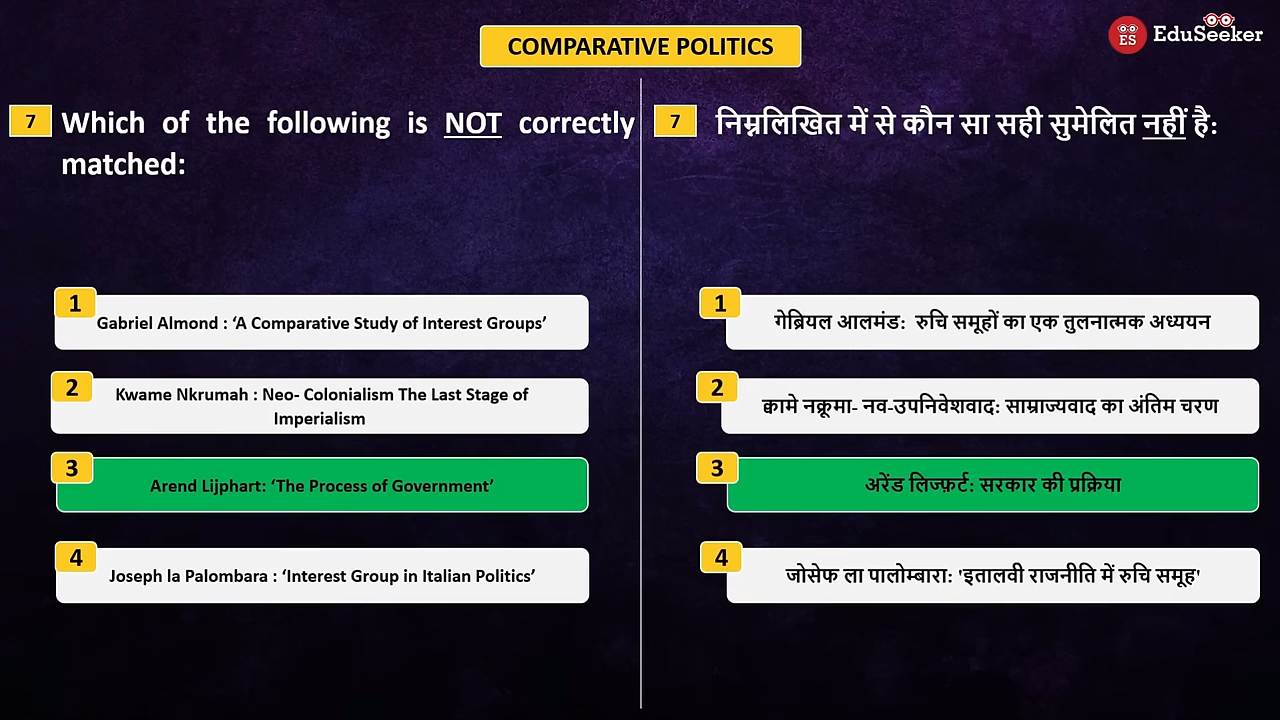 COMPARATIVE POLITICS
ES EduSeeker
7 Which of the following is NOT correctly
matched:
1
Gabriel Almond : ‘A Comparative Study of Interest Groups’
2
Kwame Nkrumah : Neo- Colonialism The Last Stage of
Imperialism
3
Arend Lijphart: ‘The Process of Government’
4
Joseph la Palombara : ‘Interest Group in Italian Politics’
7 निम्नलिखित में से कौन सा सही सुमेलित नहीं है:
1
गेब्रियल आलमंड: रुचि समूहों का एक तुलनात्मक अध्ययन
2
क्वामे नक्रूमा- नव-उपनिवेशवाद: साम्राज्यवाद का अंतिम चरण
3
अरेंड लिज्फ़र्ट: सरकार की प्रक्रिया
4
जोसेफ ला पालोम्बारा: 'इतालवी राजनीति में रुचि समूह'